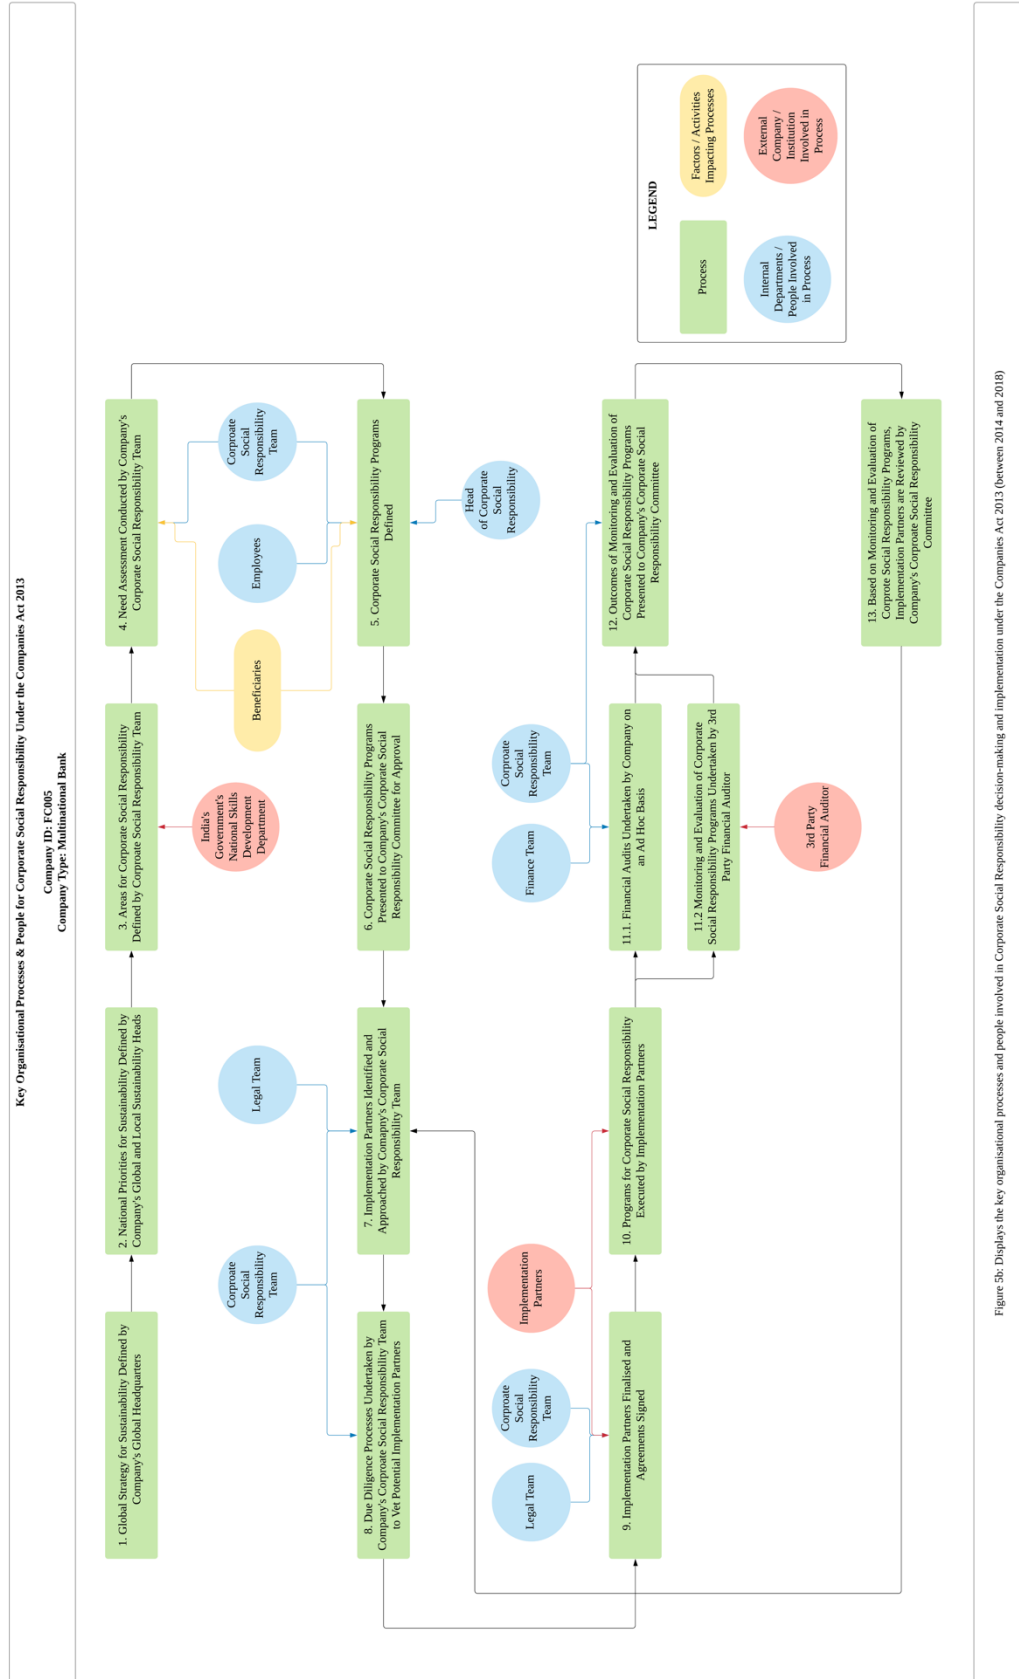 Key Organisational Processes & People for Corporate Social Responsibility Under the Companies Act 2013
Company ID: FC005
Company Type: Multinational Bank
1. Global Strategy for Sustainability Defined by
Company's Global Headquarters
2. National Priorities for Sustainability Defined by
Company's Global and Local Sustainability Heads
3. Areas for Corporate Social Responsibility
Defined by Corproate Social Responsibility Team
4. Need Assessment Conducted by Company's
Corporate Social Responsibility Team
Corproate
Social
Responsibility
Team
Legal Team
India's
Government's
National Skills
Development
Department
Beneficiaries
Employees
Corproate
Social
Responsibility
Team
8. Due Diligence Processes Undertaken by
Company's Corproate Social Responsibility Team
to Vet Potential Implementation Partners
7. Implementation Partners Identified and
Approached by Comapny's Corporate Social
Responsibility Team
6. Corporate Social Responsibility Programs
Presented to Company's Corporate Social
Responsibility Committee for Approval
5. Corporate Social Responsibility Programs
Defined
Legal Team
Corproate
Social
Responsibility
Team
Implementation
Partners
Finance Team
Corproate
Social
Responsibility
Team
Head
of Corporate
Social
Responsibility
9. Implementation Partners Finalised and
Agreements Signed
10. Programs for Corporate Social Responsibility
Executed by Implementation Partners
11.1. Financial Audits Undertaken by Company on
an Ad Hoc Basis
12. Outcomes of Monitoring and Evaluation of
Corporate Social Responsibility Programs
Presented to Company's Corporate Social
Responsibility Committee
11.2 Monitoring and Evaluation of Corporate
Social Responsibility Programs Undertaken by 3rd
Party Financial Auditor
3rd Party
Financial Auditor
13. Based on Monitoring and Evaluation of
Corprote Social Responsibility Programs,
Implementation Partners are Reviewed by
Company's Corproate Social Responsibility
Committee
LEGEND
Process
Factors / Activities
Impacting Processes
Internal
Departments /
People Involved
in Process
External
Company /
Institution
Involved in
Process
Figure 5b: Displays the key organisational processes and people involved in Corporate Social Responsibility decision-making and implementation under the Companies Act 2013 (between 2014 and 2018)